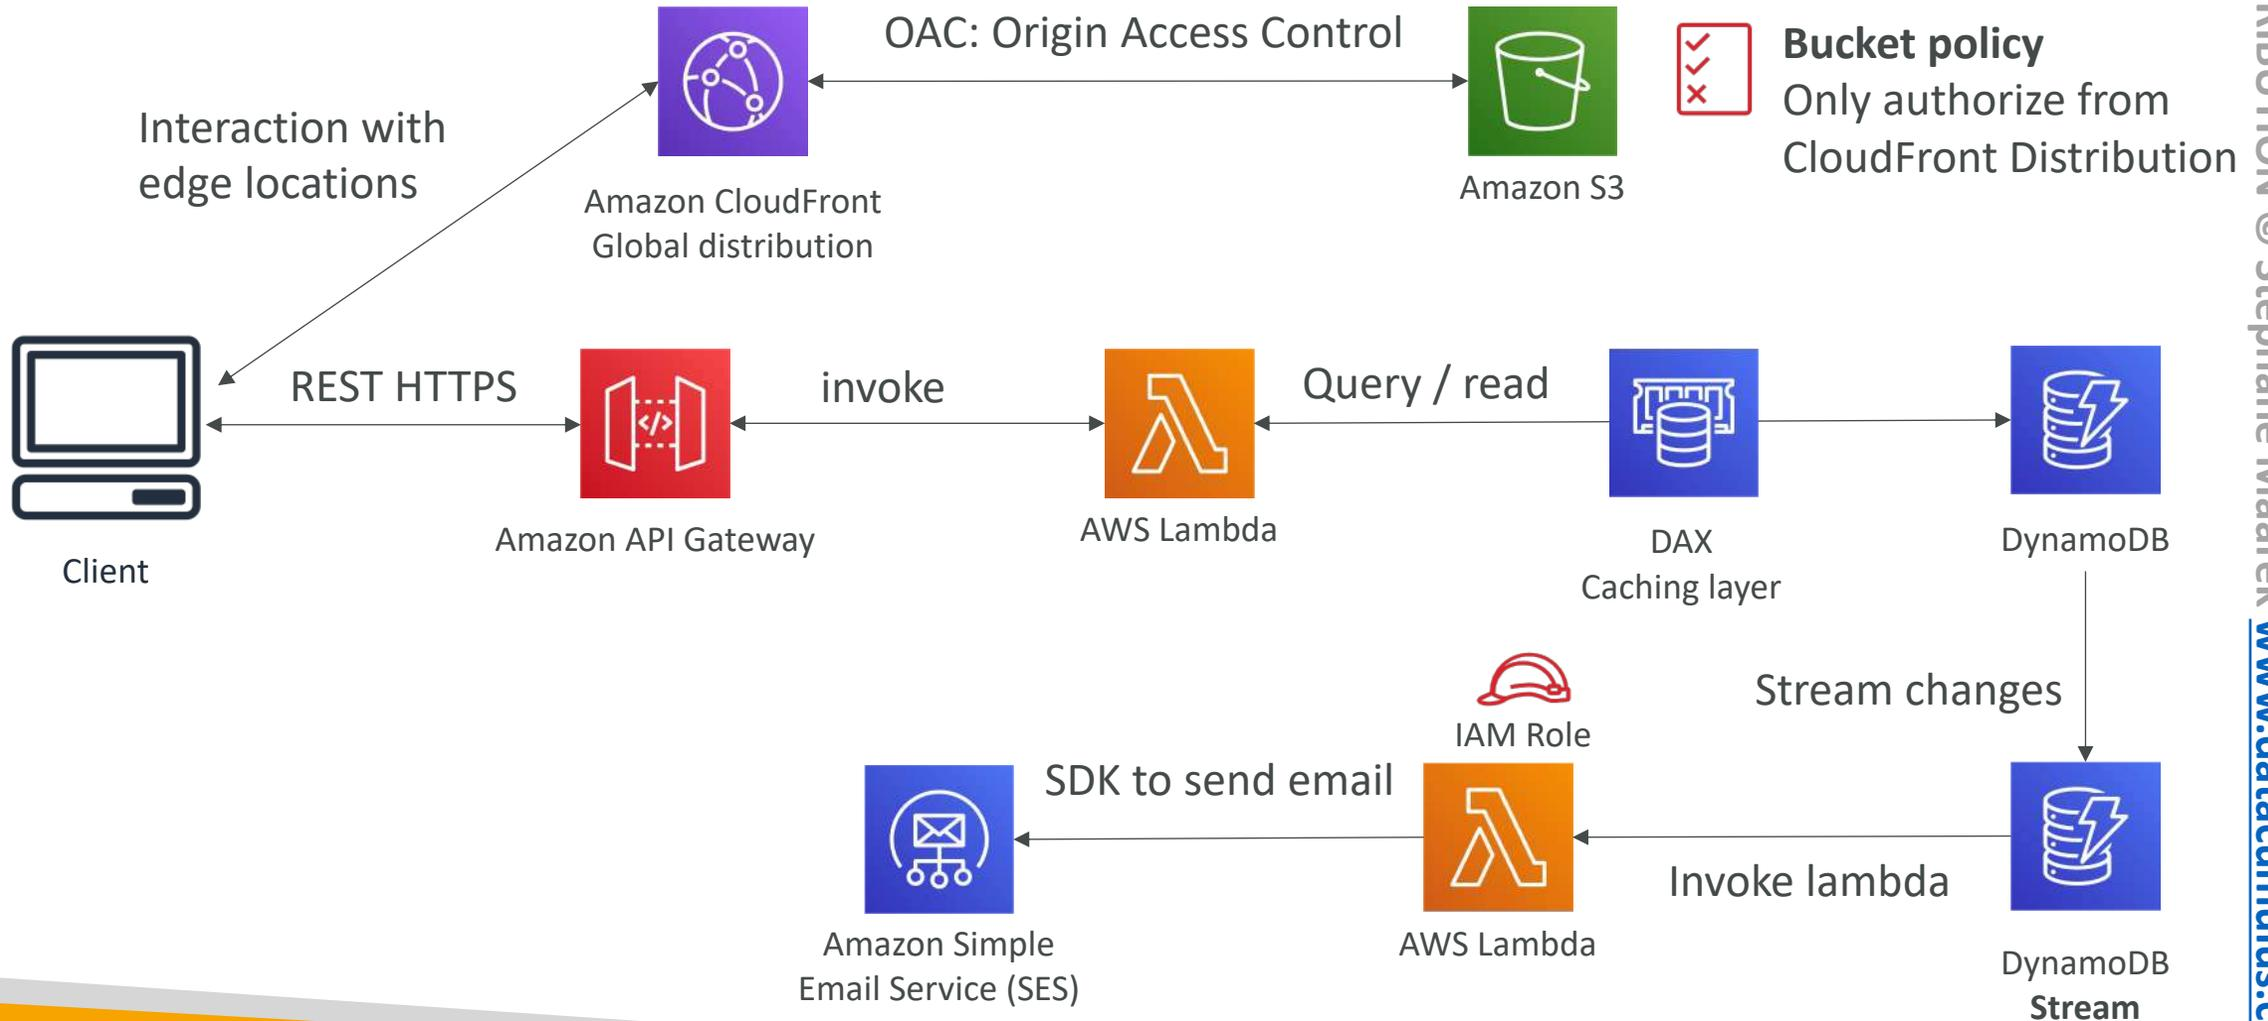 OAC: Origin Access Control
Bucket policy
Only authorize from
CloudFront Distribution
Interaction with
edge locations
Amazon CloudFront
Global distribution
Amazon S3
REST HTTPS
invoke
Query / read
</>
Client
Amazon API Gateway
AWS Lambda
DAX
Caching layer
DynamoDB
Stream changes
IAM Role
SDK to send email
Invoke lambda
Amazon Simple
Email Service (SES)
AWS Lambda
DynamoDB
Stream
© Stephane Maarek